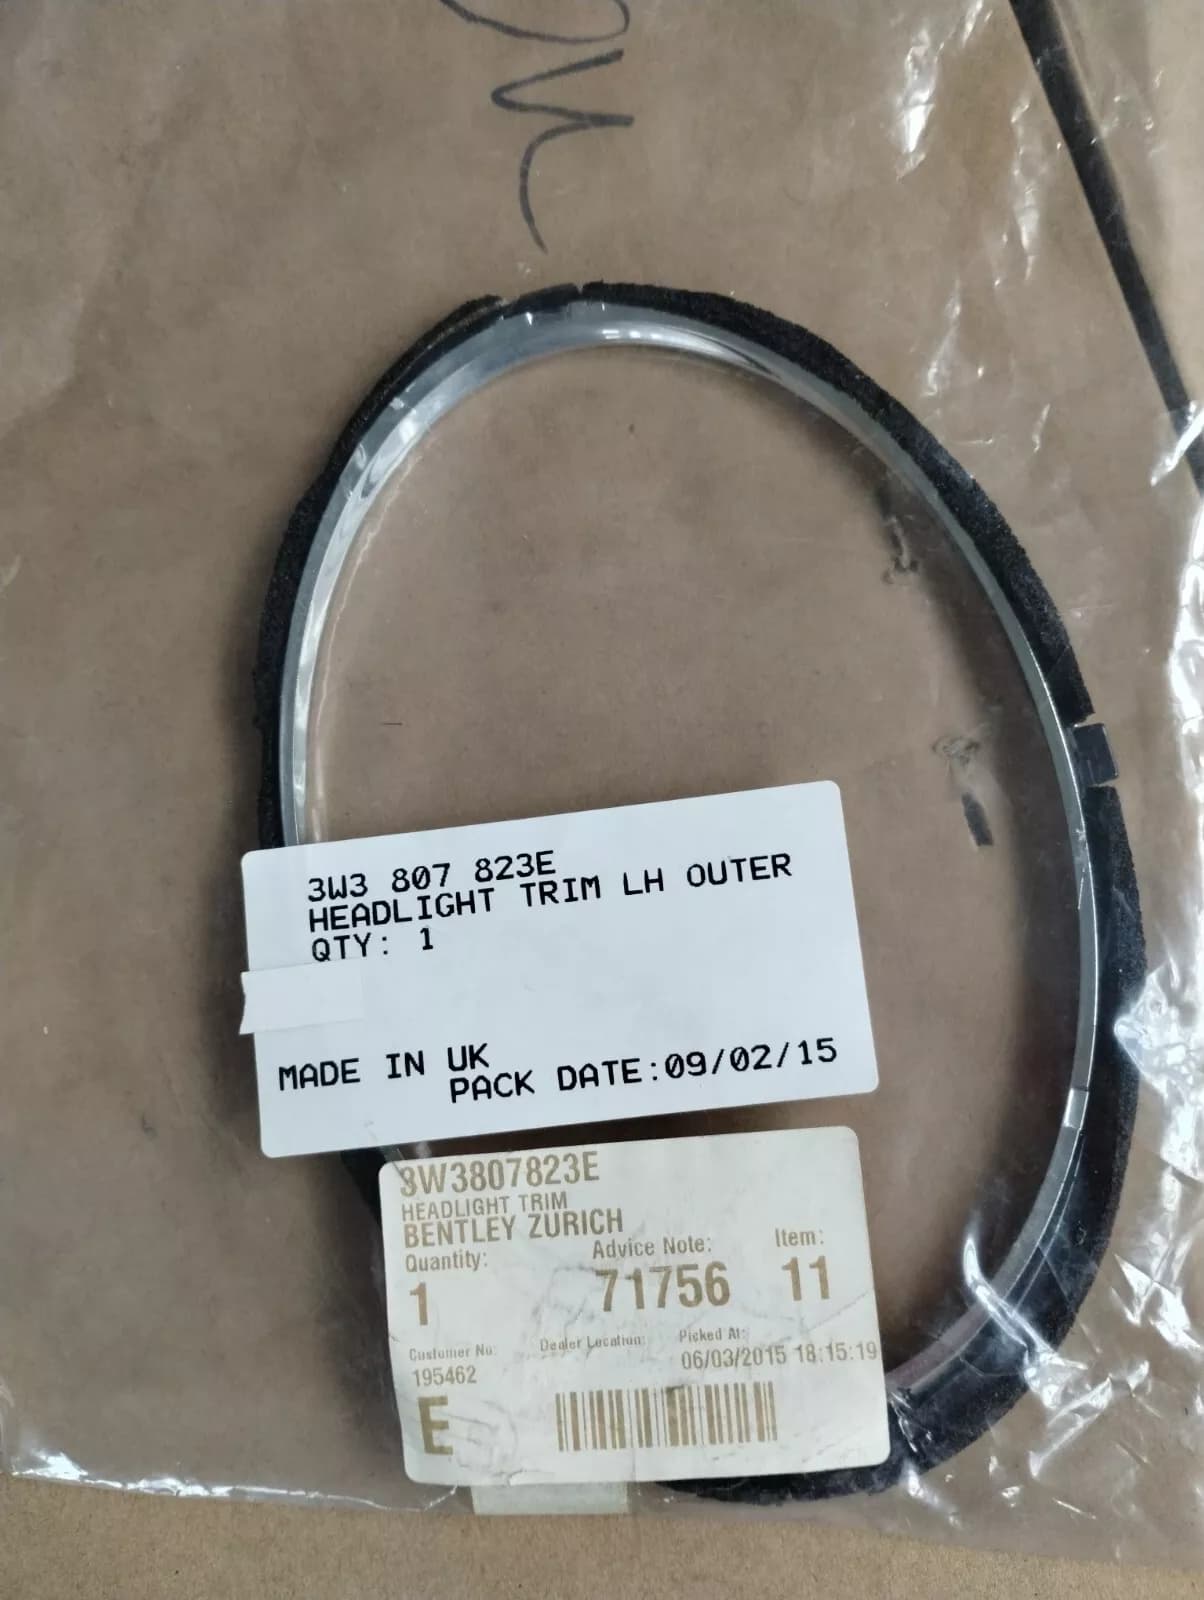 3W3 807 823E
HEADLIGHT TRIM LH OUTER
QTY: 1
MADE IN UK
PACK DATE:09/02/15
3W3807823E
HEADLIGHT TRIM
BENTLEY ZURICH
Quantity: Advice Note: Item:
1 71756 11
Customer No: Dealer Location: Picked At:
195462 06/03/2015 18:15:19
E